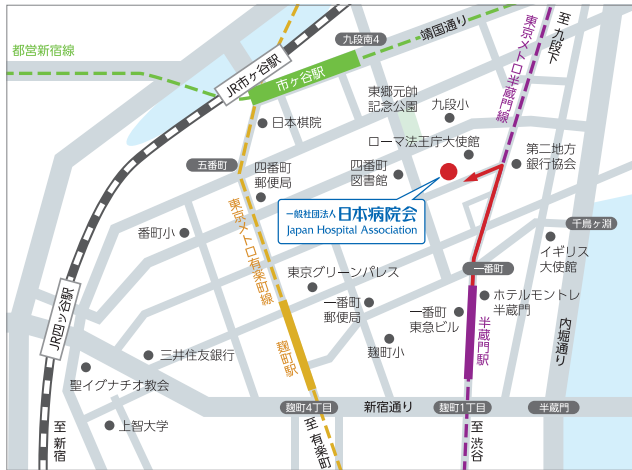 都営新宿線
JR市ヶ谷駅
市ヶ谷駅
九段南4
靖国通り
東京メトロ半蔵門線
至 九段下
日本棋院
東郷元帥
記念公園
九段小
ローマ法王庁大使館
第二地方
銀行協会
五番町
四番町
郵便局
四番町
図書館
一般社団法人 日本病院会
Japan Hospital Association
東京メトロ有楽町線
番町小
千鳥ヶ淵
イギリス
大使館
一番町
東京グリーンパレス
一番町
郵便局
一番町
東急ビル
ホテルモントレ
半蔵門
JR四ッ谷駅
麹町駅
半蔵門駅
内堀通り
三井住友銀行
麹町小
聖イグナチオ教会
上智大学
麹町4丁目
新宿通り
麹町1丁目
半蔵門
至 新宿
至 有楽町
至 渋谷